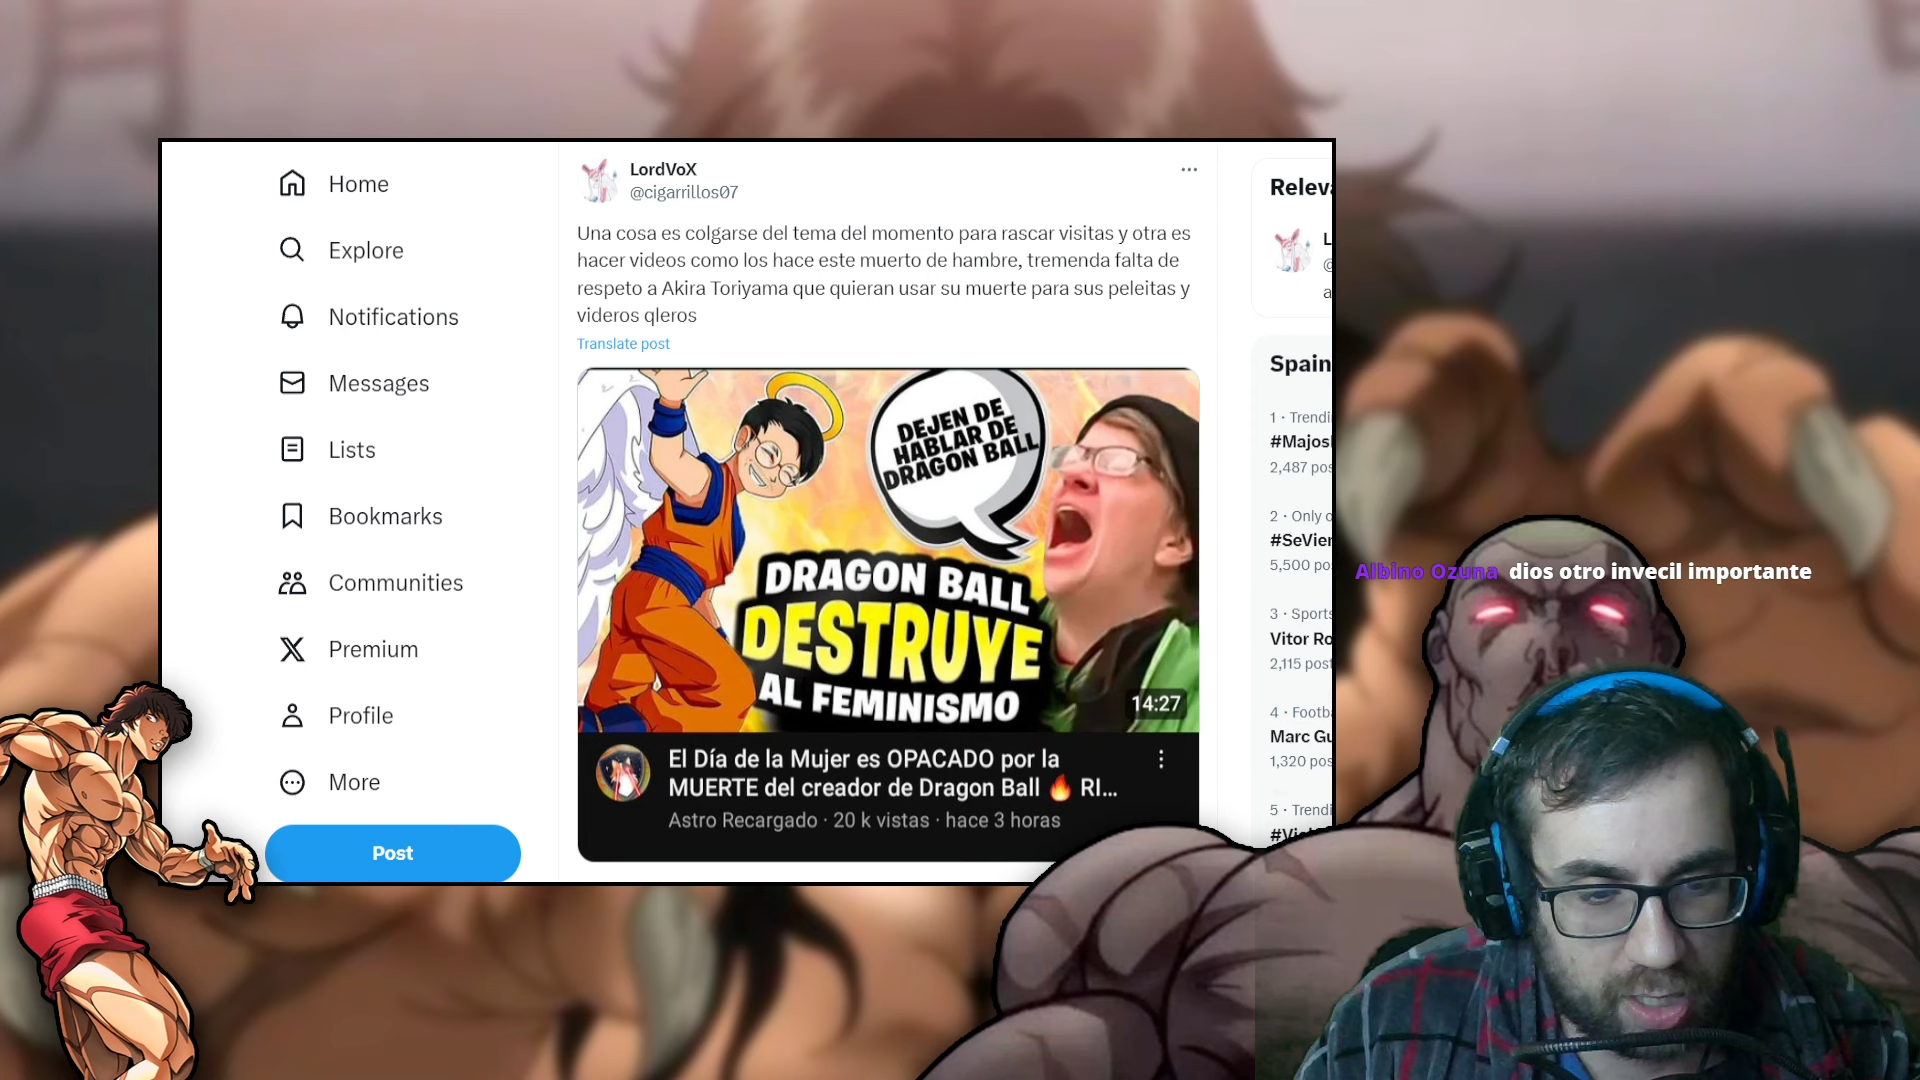 Home
Explore
Notifications
Messages
Lists
Bookmarks
Communities
Premium
Profile
More
Post
LordVoX
@cigarrillos07
Una cosa es colgarse del tema del momento para rascar visitas y otra es
hacer videos como los hace este muerto de hambre, tremenda falta de
respeto a Akira Toriyama que quieran usar su muerte para sus peleitas y
videros qleros
Translate post
DEJEN DE
HABLAR DE
DRAGON BALL
DRAGON BALL
DESTRUYE
AL FEMINISMO
14:27
El Día de la Mujer es OPACADO por la
MUERTE del creador de Dragon Ball 🔥 RI...
Astro Recargado · 20 k vistas · hace 3 horas
Releva
L
@
a
Spain
1 · Trendi
#Majos
2,487 pos
2 · Only o
#SeVier
5,500 po
3 · Sports
Vitor Ro
2,115 post
4 · Footba
Marc Gu
1,320 pos
5 · Trendi
Albino Ozuna dios otro invecil importante